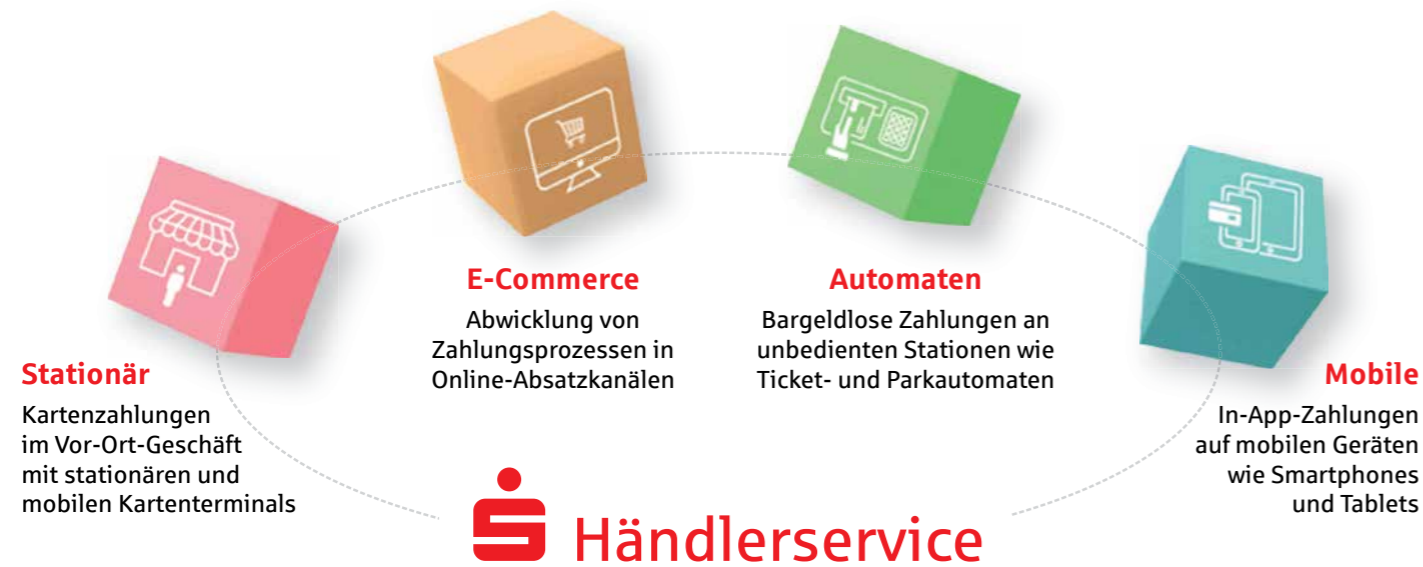 Stationär
Kartenzahlungen
im Vor-Ort-Geschäft
mit stationären und
mobilen Kartenterminals
E-Commerce
Abwicklung von
Zahlungsprozessen in
Online-Absatzkanälen
Automaten
Bargeldlose Zahlungen an
unbedienten Stationen wie
Ticket- und Parkautomaten
Mobile
In-App-Zahlungen
auf mobilen Geräten
wie Smartphones
und Tablets
Händlerservice